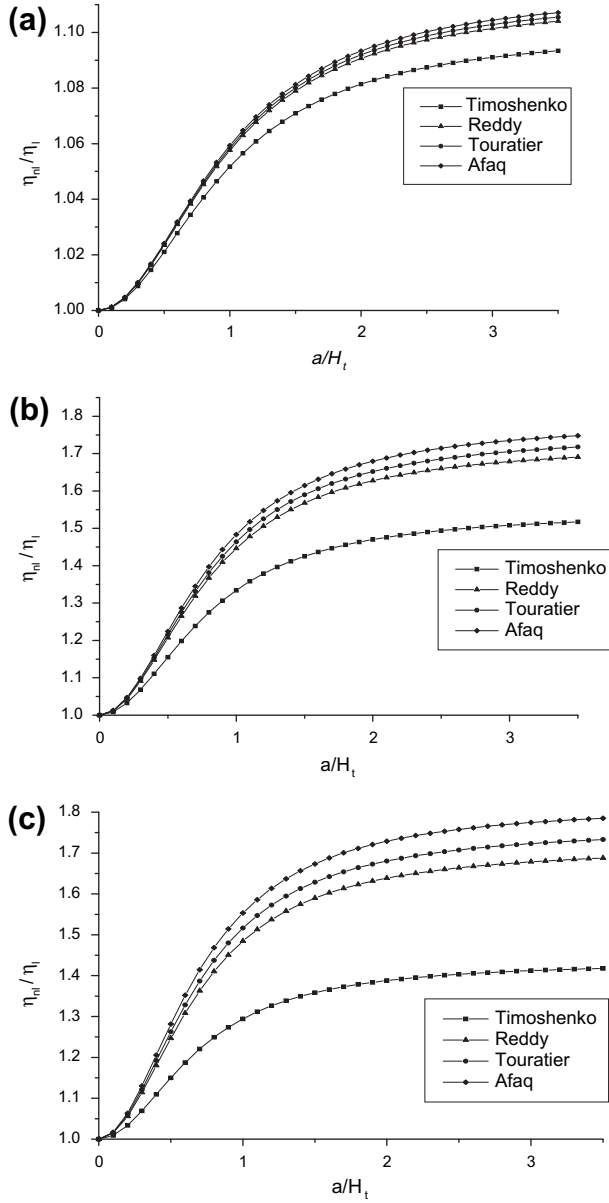 (a)
1.10
1.08
1.06
1.04
1.02
1.00
η_nl / η_l
Timoshenko
Reddy
Touratier
Afaq
0 1 2 3
a/H_t
(b)
1.8
1.7
1.6
1.5
1.4
1.3
1.2
1.1
1.0
η_nl / η_l
Timoshenko
Reddy
Touratier
Afaq
0 1 2 3
a/H_t
(c)
1.8
1.7
1.6
1.5
1.4
1.3
1.2
1.1
1.0
η_nl / η_l
Timoshenko
Reddy
Touratier
Afaq
0 1 2 3
a/H_t